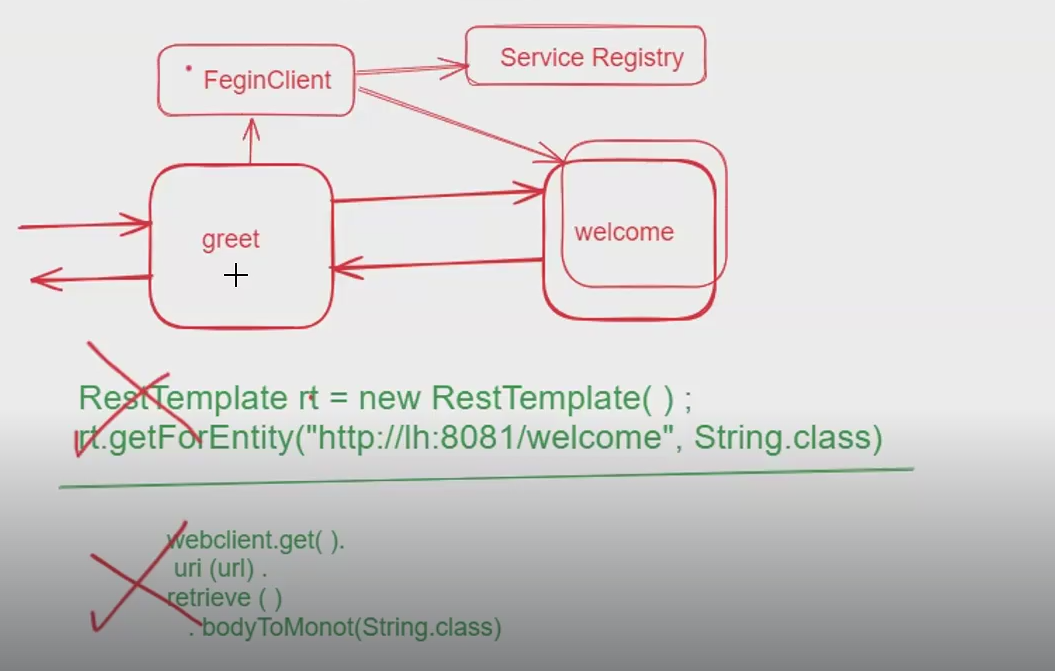 FeginClient
Service Registry
greet
welcome
RestTemplate rt = new RestTemplate( ) ;
rt.getForEntity("http://lh:8081/welcome", String.class)
webclient.get( ).
uri (url) .
retrieve ( )
. bodyToMonot(String.class)